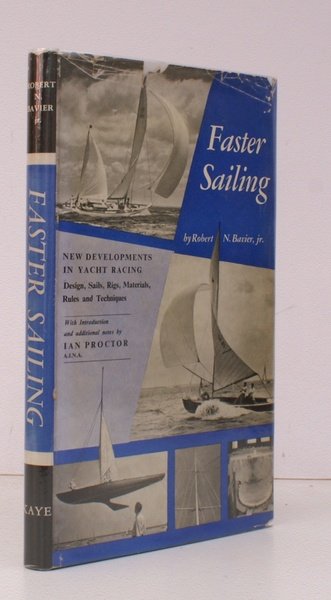 ROBERT
N.
BAVIER
jr.
FASTER SAILING
KAYE
Faster
Sailing
by Robert N. Bavier, jr.
NEW DEVELOPMENTS
IN YACHT RACING
Design, Sails, Rigs, Materials,
Rules and Techniques
With Introduction
and additional notes by
IAN PROCTOR
A.I.N.A.